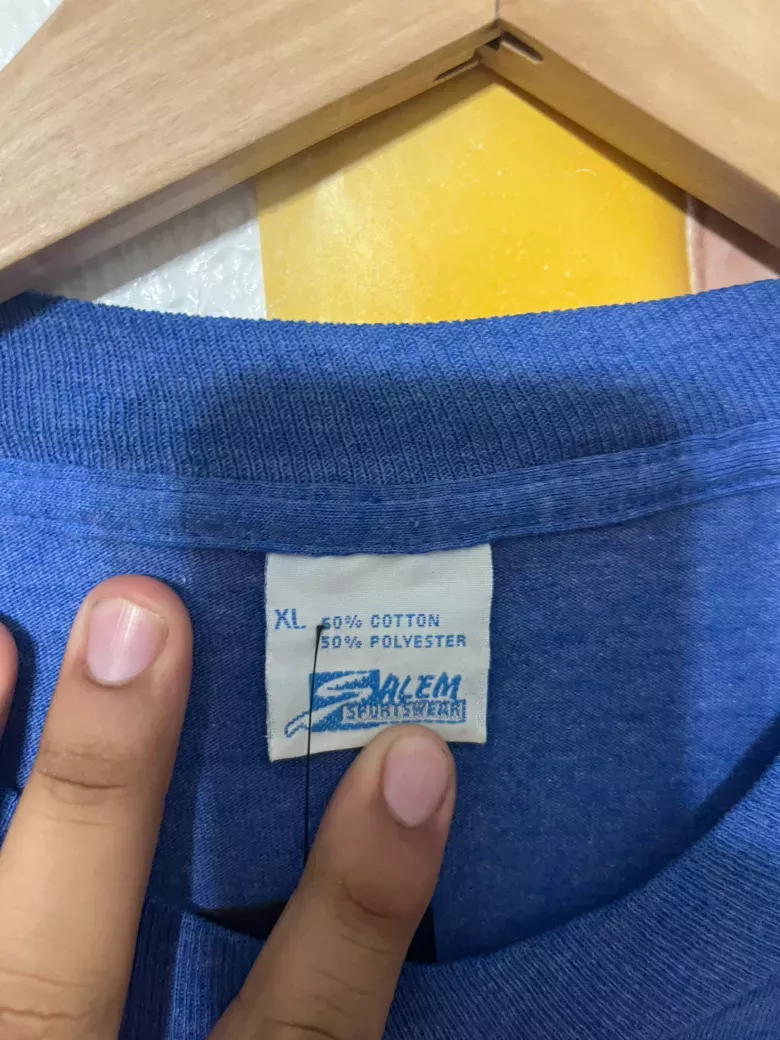 XL 50% COTTON
50% POLYESTER
SALEM
SPORTSWEAR